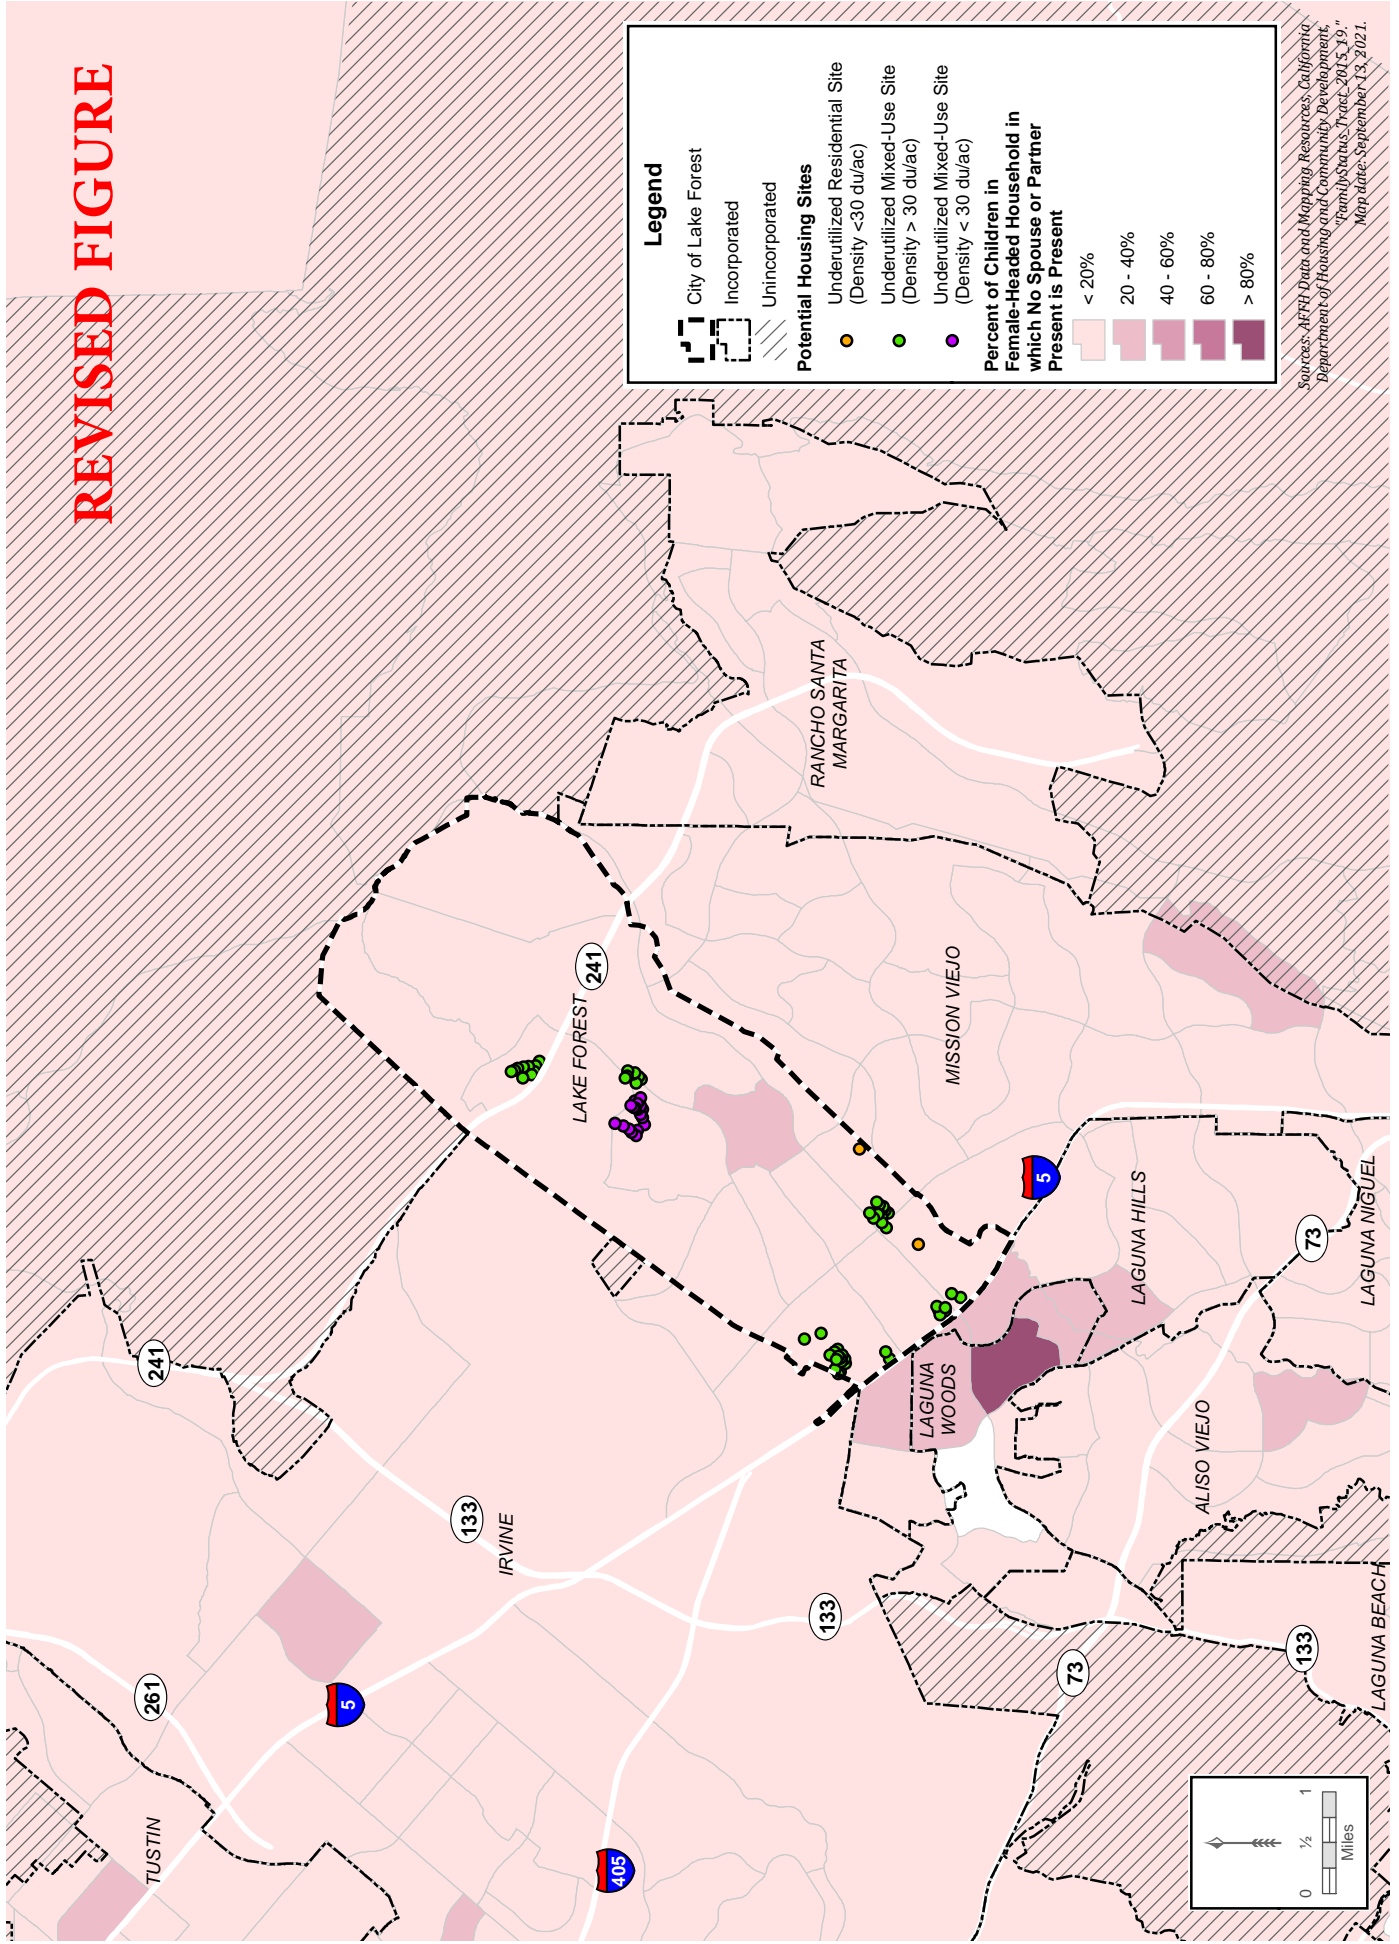 REVISED FIGURE
Legend
City of Lake Forest
Incorporated
Unincorporated
Potential Housing Sites
Underutilized Residential Site
(Density <30 du/ac)
Underutilized Mixed-Use Site
(Density > 30 du/ac)
Underutilized Mixed-Use Site
(Density < 30 du/ac)
Percent of Children in
Female-Headed Household in
which No Spouse or Partner
Present is Present
< 20%
20 - 40%
40 - 60%
60 - 80%
> 80%
Sources: AFFH Data and Mapping Resources, California
Department of Housing and Community Development,
"FamilyStatus_Tract_2015_19."
Map date: September 13, 2021.
TUSTIN
261
5
405
241
133
IRVINE
133
73
133
LAGUNA BEACH
LAKE FOREST
241
RANCHO SANTA
MARGARITA
MISSION VIEJO
5
LAGUNA
WOODS
LAGUNA HILLS
ALISO VIEJO
73
LAGUNA NIGUEL
0
½
1
Miles